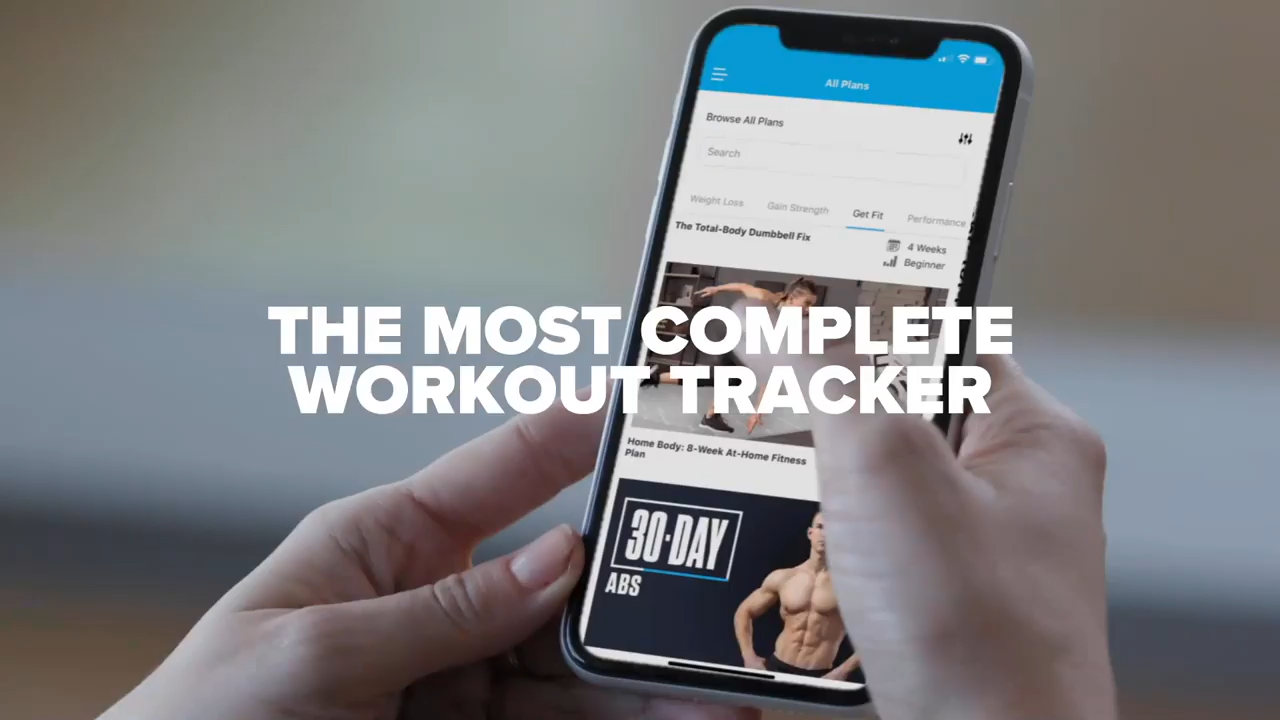 All Plans
Browse All Plans
Search
Weight Loss
Gain Strength
Get Fit
Performance
The Total-Body Dumbbell Fix
4 Weeks
Beginner
THE MOST COMPLETE
WORKOUT TRACKER
Home Body: 8-Week At-Home Fitness
Plan
30·DAY
ABS